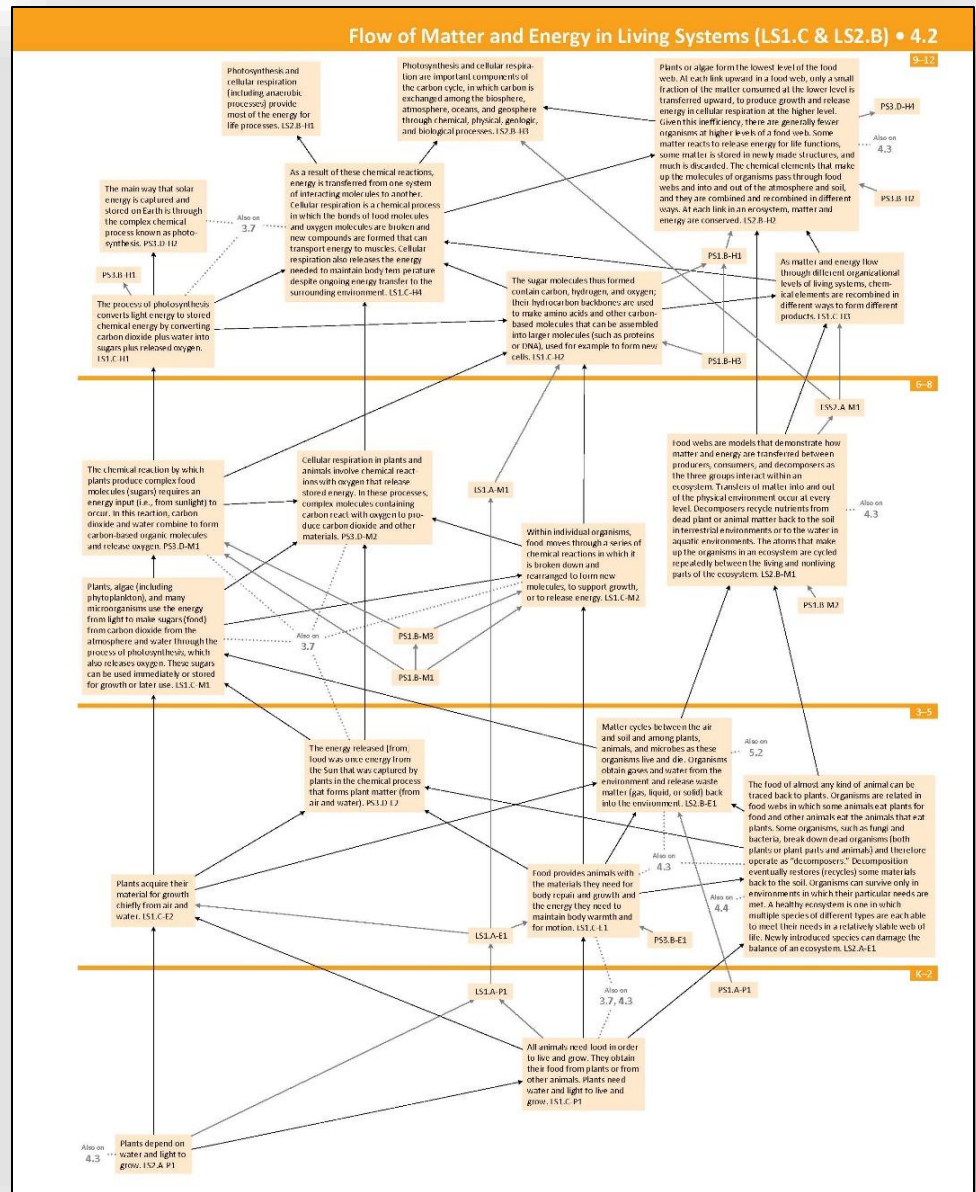 Flow of Matter and Energy in Living Systems (LS1.C & LS2.B) • 4.2
9–12
Photosynthesis and
cellular respiration
(including anaerobic
processes) provide
most of the energy for
life processes. LS2.B-H1
Photosynthesis and cellular respira-
tion are important components of
the carbon cycle, in which carbon is
exchanged among the biosphere,
atmosphere, oceans, and geosphere
through chemical, physical, geologic,
and biological processes. LS2.B-H3
Plants or algae form the lowest level of the food
web. At each link upward in a food web, only a small
fraction of the matter consumed at the lower level is
transferred upward, to produce growth and release
energy in cellular respiration at the higher level.
Given this inefficiency, there are generally fewer
organisms at higher levels of a food web. Some
matter reacts to release energy for life functions,
some matter is stored in newly made structures, and
much is discarded. The chemical elements that make
up the molecules of organisms pass through food
webs and into and out of the atmosphere and soil,
and they are combined and recombined in different
ways. At each link in an ecosystem, matter and
energy are conserved. LS2.B-H2
PS3.D-H4
Also on
4.3
PS3.B-H2
The main way that solar
energy is captured and
stored on Earth is through
the complex chemical
process known as photo-
synthesis. PS3.D-H2
Also on
3.7
As a result of these chemical reactions,
energy is transferred from one system
of interacting molecules to another.
Cellular respiration is a chemical process
in which the bonds of food molecules
and oxygen molecules are broken and
new compounds are formed that can
transport energy to muscles. Cellular
respiration also releases the energy
needed to maintain body tem perature
despite ongoing energy transfer to the
surrounding environment. LS1.C-H4
PS3.B-H1
The process of photosynthesis
converts light energy to stored
chemical energy by converting
carbon dioxide plus water into
sugars plus released oxygen.
LS1.C-H1
The sugar molecules thus formed
contain carbon, hydrogen, and oxygen;
their hydrocarbon backbones are used
to make amino acids and other carbon-
based molecules that can be assembled
into larger molecules (such as proteins
or DNA), used for example to form new
cells. LS1.C-H2
PS1.B-H1
As matter and energy flow
through different organizational
levels of living systems, chem-
ical elements are recombined in
different ways to form different
products. LS1.C-H3
PS1.B-H3
6–8
ESS2.A-M1
The chemical reaction by which
plants produce complex food
molecules (sugars) requires an
energy input (i.e., from sunlight) to
occur. In this reaction, carbon
dioxide and water combine to form
carbon-based organic molecules
and release oxygen. PS3.D-M1
Cellular respiration in plants and
animals involve chemical react-
ions with oxygen that release
stored energy. In these processes,
complex molecules containing
carbon react with oxygen to pro-
duce carbon dioxide and other
materials. PS3.D-M2
LS1.A-M1
Food webs are models that demonstrate how
matter and energy are transferred between
producers, consumers, and decomposers as
the three groups interact within an
ecosystem. Transfers of matter into and out
of the physical environment occur at every
level. Decomposers recycle nutrients from
dead plant or animal matter back to the soil
in terrestrial environments or to the water in
aquatic environments. The atoms that make
up the organisms in an ecosystem are cycled
repeatedly between the living and nonliving
parts of the ecosystem. LS2.B-M1
Also on
4.3
PS1.B-M2
Within individual organisms,
food moves through a series of
chemical reactions in which it
is broken down and
rearranged to form new
molecules, to support growth,
or to release energy. LS1.C-M2
Plants, algae (including
phytoplankton), and many
microorganisms use the energy
from light to make sugars (food)
from carbon dioxide from the
atmosphere and water through the
process of photosynthesis, which
also releases oxygen. These sugars
can be used immediately or stored
for growth or later use. LS1.C-M1
Also on
3.7
PS1.B-M3
PS1.B-M1
3–5
The energy released [from]
food was once energy from
the Sun that was captured by
plants in the chemical process
that forms plant matter (from
air and water). PS3.D-E2
Matter cycles between the air
and soil and among plants,
animals, and microbes as these
organisms live and die. Organisms
obtain gases and water from the
environment and release waste
matter (gas, liquid, or solid) back
into the environment. LS2.B-E1
Also on
5.2
The food of almost any kind of animal can be
traced back to plants. Organisms are related in
food webs in which some animals eat plants for
food and other animals eat the animals that eat
plants. Some organisms, such as fungi and
bacteria, break down dead organisms (both
plants or plant parts and animals) and therefore
operate as "decomposers." Decomposition
eventually restores (recycles) some materials
back to the soil. Organisms can survive only in
environments in which their particular needs are
met. A healthy ecosystem is one in which
multiple species of different types are each able
to meet their needs in a relatively stable web of
life. Newly introduced species can damage the
balance of an ecosystem. LS2.A-E1
Also on
4.3
Also on
4.4
Plants acquire their
material for growth
chiefly from air and
water. LS1.C-E2
Food provides animals with
the materials they need for
body repair and growth and
the energy they need to
maintain body warmth and
for motion. LS1.C-E1
LS1.A-E1
PS3.B-E1
K–2
LS1.A-P1
Also on
3.7, 4.3
PS1.A-P1
All animals need food in order
to live and grow. They obtain
their food from plants or from
other animals. Plants need
water and light to live and
grow. LS1.C-P1
Also on
4.3
Plants depend on
water and light to
grow. LS2.A-P1